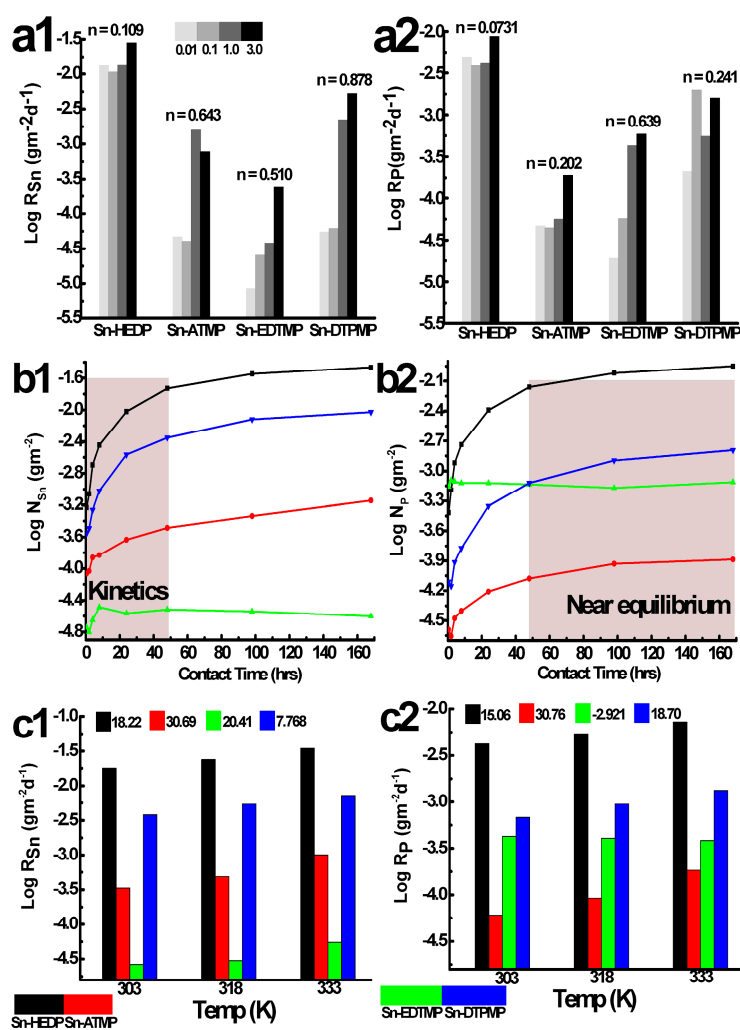 a1
n = 0.109
0.01 0.1 1.0 3.0
n = 0.643
n = 0.510
n = 0.878
Log RSn (gm-2d-1)
-1.5
-2.0
-2.5
-3.0
-3.5
-4.0
-4.5
-5.0
-5.5
Sn-HEDP Sn-ATMP Sn-EDTMP Sn-DTPMP
a2
n = 0.0731
n = 0.202
n = 0.639
n = 0.241
Log RP(gm-2d-1)
-2.0
-2.5
-3.0
-3.5
-4.0
-4.5
-5.0
-5.5
Sn-HEDP Sn-ATMP Sn-EDTMP Sn-DTPMP
b1
Log NSn (gm-2)
-1.6
-2.0
-2.4
-2.8
-3.2
-3.6
-4.0
-4.4
-4.8
Kinetics
0 20 40 60 80 100 120 140 160
Contact Time (hrs)
b2
Log NP (gm-2)
-2.1
-2.4
-2.7
-3.0
-3.3
-3.6
-3.9
-4.2
-4.5
Near equilibrium
0 20 40 60 80 100 120 140 160
Contact Time (hrs)
c1
18.22 30.69 20.41 7.768
Log RSn (gm-2d-1)
-1.0
-1.5
-2.0
-2.5
-3.0
-3.5
-4.0
-4.5
303 318 333
Temp (K)
Sn-HEDP Sn-ATMP
c2
15.06 30.76 -2.921 18.70
Log RP (gm-2d-1)
-2.0
-2.5
-3.0
-3.5
-4.0
-4.5
303 318 333
Temp (K)
Sn-EDTMP Sn-DTPMP